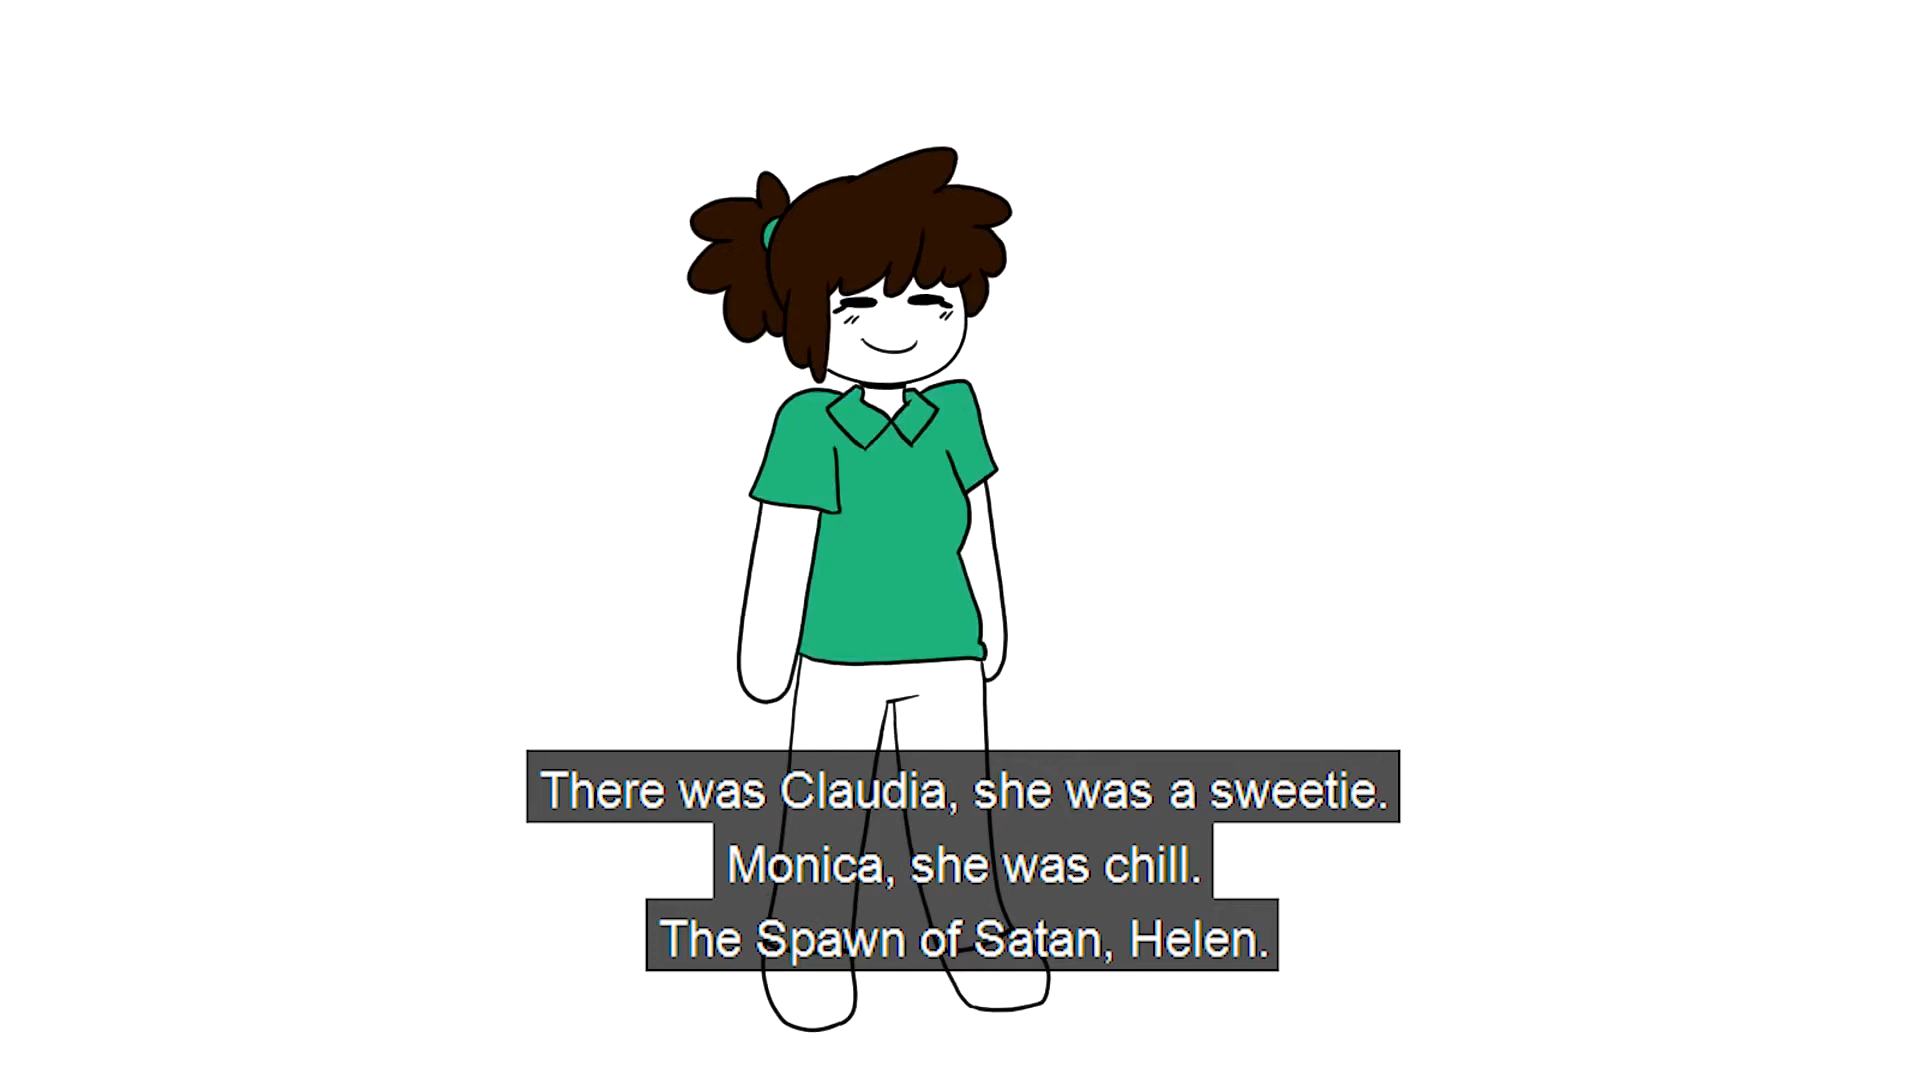 There was Claudia, she was a sweetie.
Monica, she was chill.
The Spawn of Satan, Helen.